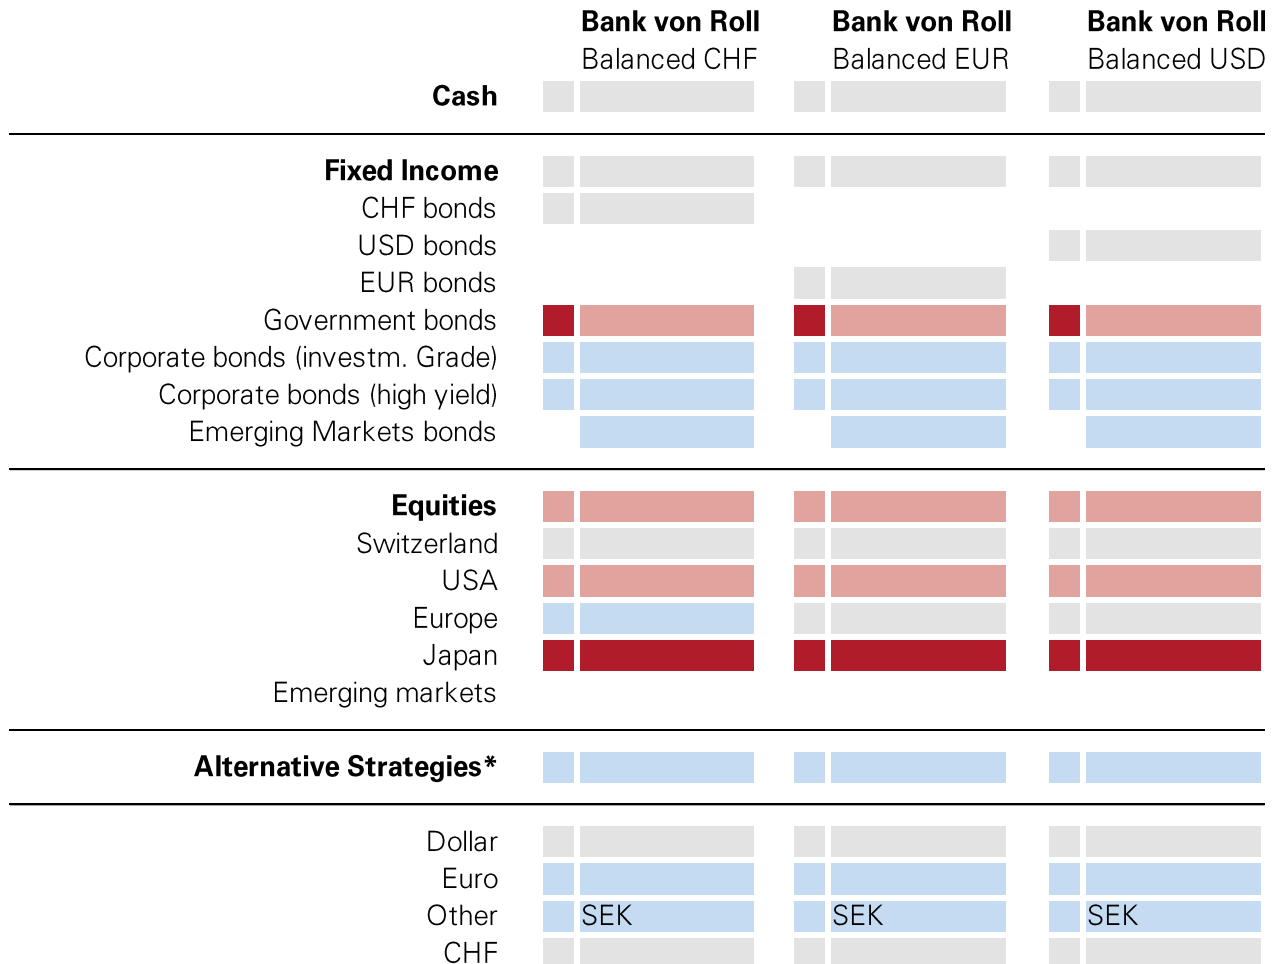 Bank von Roll Bank von Roll Bank von Roll
Balanced CHF Balanced EUR Balanced USD
Cash
Fixed Income
CHF bonds
USD bonds
EUR bonds
Government bonds
Corporate bonds (investm. Grade)
Corporate bonds (high yield)
Emerging Markets bonds
Equities
Switzerland
USA
Europe
Japan
Emerging markets
Alternative Strategies*
Dollar
Euro
Other SEK SEK SEK
CHF